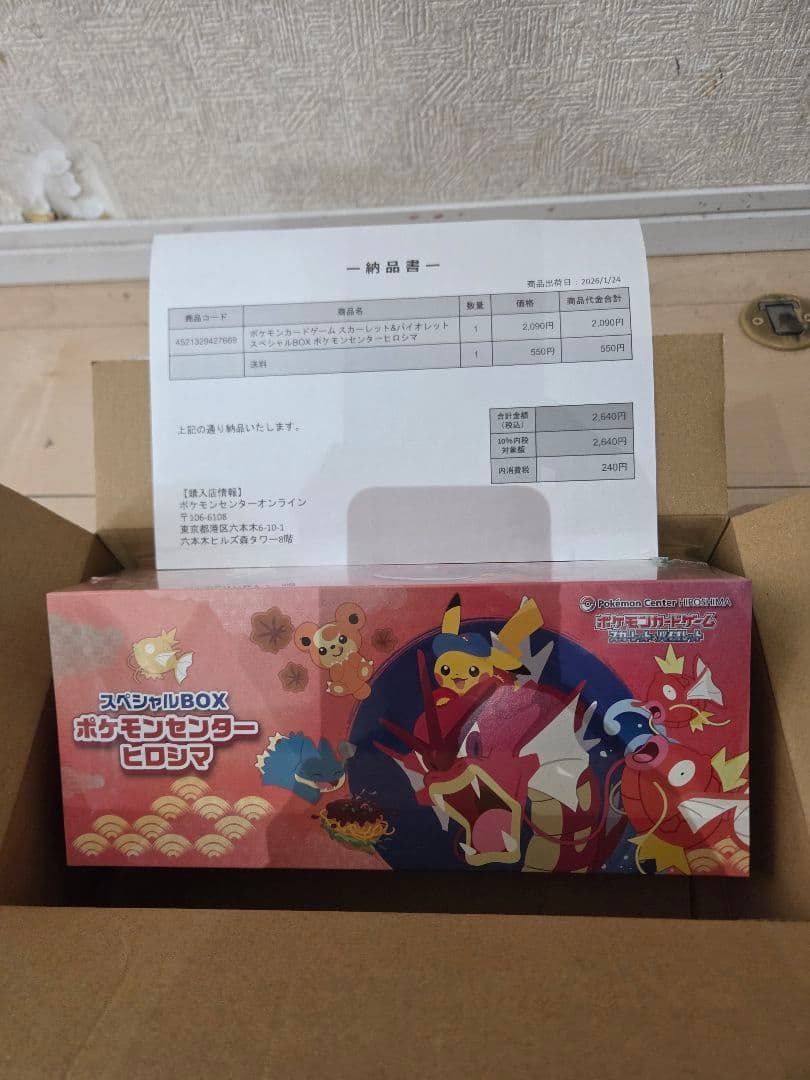 ー納品書ー
商品出荷日：2026/1/24
商品コード 商品名 数量 価格 商品代金合計
4521329427669 ポケモンカードゲーム スカーレット&バイオレット スペシャルBOX ポケモンセンターヒロシマ 1 2,090円 2,090円
送料 1 550円 550円
上記の通り納品いたします。
合計金額(税込) 2,640円
10%内税対象額 2,640円
内消費税 240円
【購入店情報】
ポケモンセンターオンライン
〒106-6108
東京都港区六本木6-10-1
六本木ヒルズ森タワー8階
Pokémon Center HIROSHIMA
ポケモンカードゲーム
スカーレット&バイオレット
スペシャルBOX
ポケモンセンター
ヒロシマ